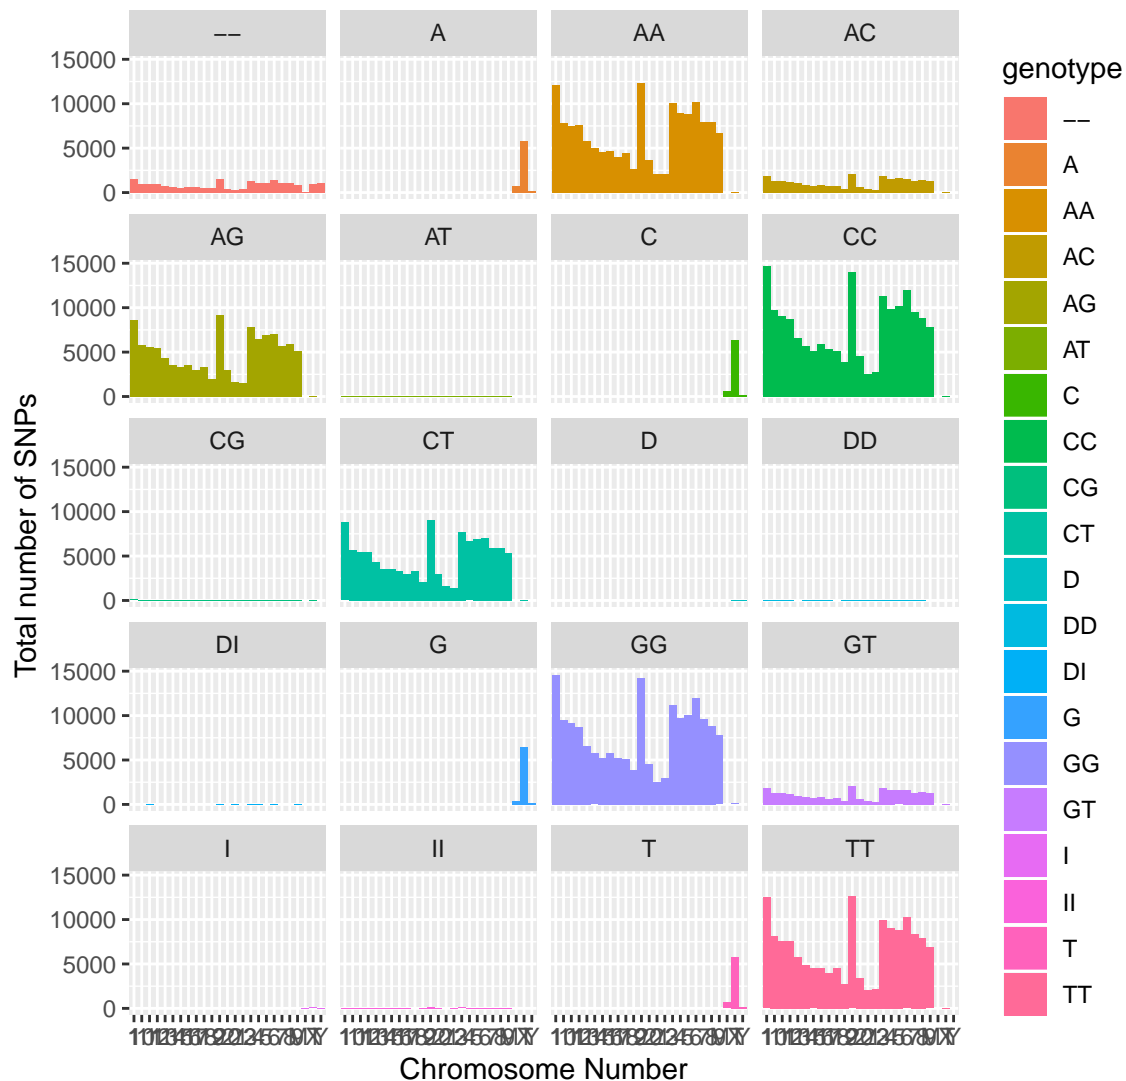 -- A AA AC
genotype
15000
10000
5000
0
AG AT C CC
15000
10000
5000
0
CG CT D DD
15000
10000
5000
0
DI G GG GT
15000
10000
5000
0
I II T TT
15000
10000
5000
0
Total number of SNPs
Chromosome Number
--
A
AA
AC
AG
AT
C
CC
CG
CT
D
DD
DI
G
GG
GT
I
II
T
TT